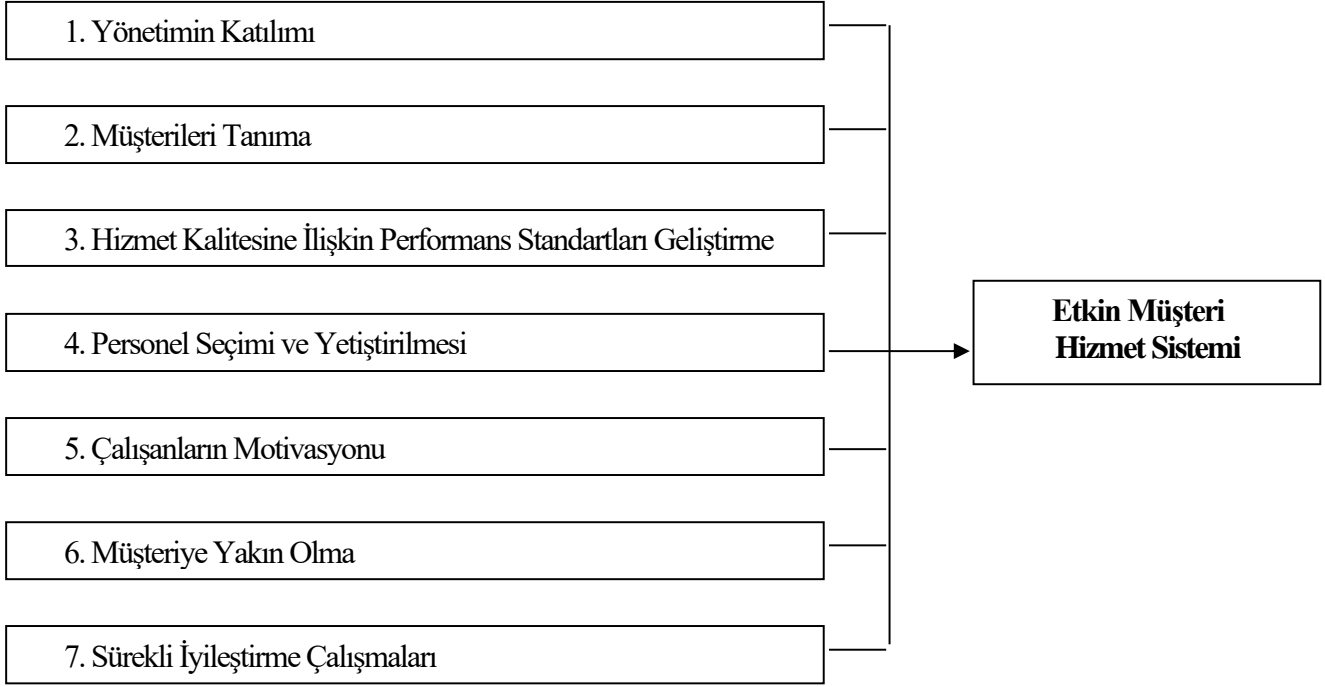 1. Yönetimin Katılımı
2. Müşterileri Tanıma
3. Hizmet Kalitesine İlişkin Performans Standartları Geliştirme
4. Personel Seçimi ve Yetiştirilmesi
5. Çalışanların Motivasyonu
6. Müşteriye Yakın Olma
7. Sürekli İyileştirme Çalışmaları
Etkin Müşteri
Hizmet Sistemi